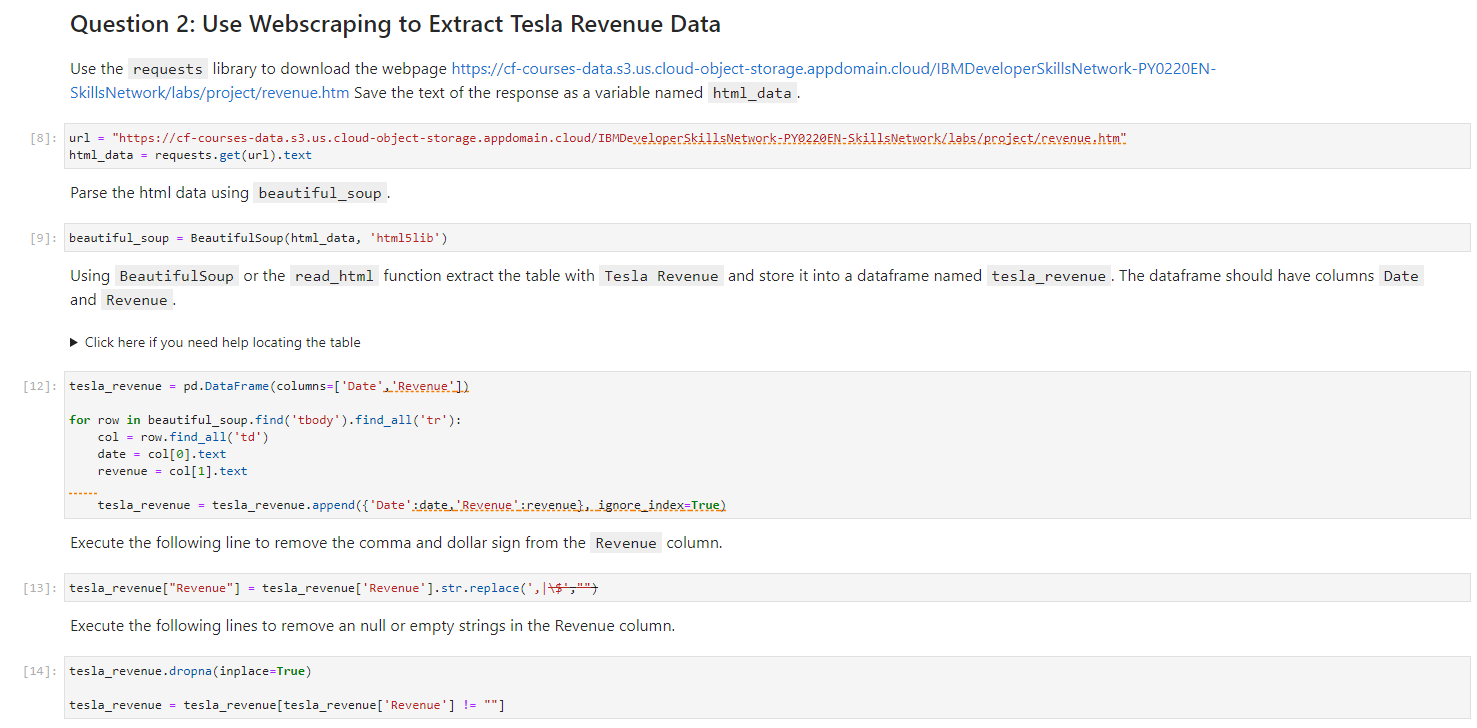 Question 2: Use Webscraping to Extract Tesla Revenue Data
Use the requests library to download the webpage https://cf-courses-data.s3.us.cloud-object-storage.appdomain.cloud/IBMDeveloperSkillsNetwork-PY0220EN-
SkillsNetwork/labs/project/revenue.htm Save the text of the response as a variable named html_data.
[8]: url = "https://cf-courses-data.s3.us.cloud-object-storage.appdomain.cloud/IBMDeveloperSkillsNetwork-PY0220EN-SkillsNetwork/labs/project/revenue.htm"
html_data = requests.get(url).text
Parse the html data using beautiful_soup.
[9]: beautiful_soup = BeautifulSoup(html_data, 'html5lib')
Using BeautifulSoup or the read_html function extract the table with Tesla Revenue and store it into a dataframe named tesla_revenue. The dataframe should have columns Date
and Revenue.
Click here if you need help locating the table
[12]: tesla_revenue = pd.DataFrame(columns=['Date','Revenue'])
for row in beautiful_soup.find('tbody').find_all('tr'):
    col = row.find_all('td')
    date = col[0].text
    revenue = col[1].text
    tesla_revenue = tesla_revenue.append({'Date':date,'Revenue':revenue}, ignore_index=True)
Execute the following line to remove the comma and dollar sign from the Revenue column.
[13]: tesla_revenue["Revenue"] = tesla_revenue['Revenue'].str.replace(',|\$',"")
Execute the following lines to remove an null or empty strings in the Revenue column.
[14]: tesla_revenue.dropna(inplace=True)
tesla_revenue = tesla_revenue[tesla_revenue['Revenue'] != ""]